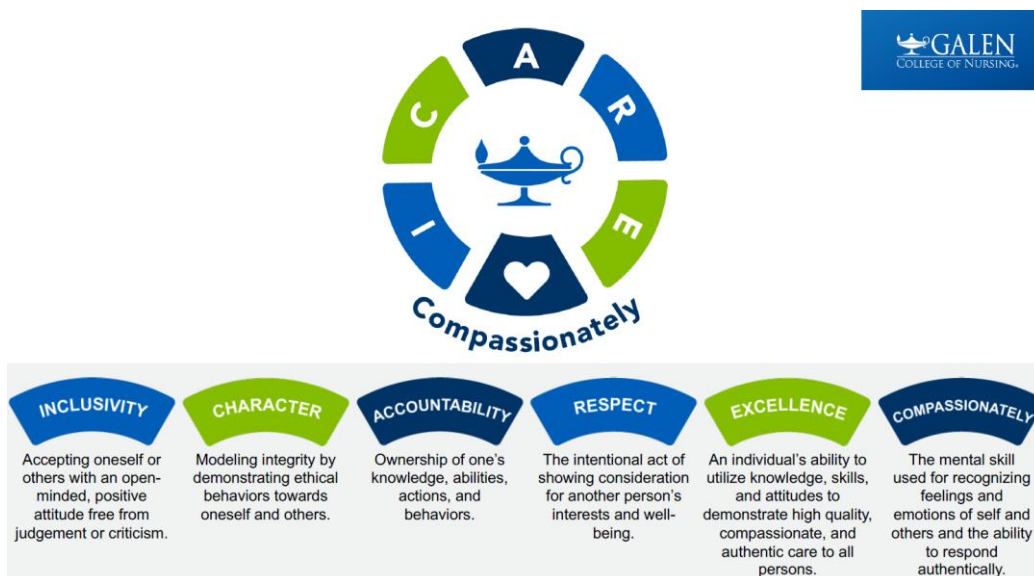 GALEN
COLLEGE OF NURSING®
I C A R E
Compassionately
INCLUSIVITY
Accepting oneself or
others with an open-
minded, positive
attitude free from
judgement or criticism.
CHARACTER
Modeling integrity by
demonstrating ethical
behaviors towards
oneself and others.
ACCOUNTABILITY
Ownership of one's
knowledge, abilities,
actions, and
behaviors.
RESPECT
The intentional act of
showing consideration
for another person's
interests and well-
being.
EXCELLENCE
An individual's ability to
utilize knowledge, skills,
and attitudes to
demonstrate high quality,
compassionate, and
authentic care to all
persons.
COMPASSIONATELY
The mental skill
used for recognizing
feelings and
emotions of self and
others and the ability
to respond
authentically.